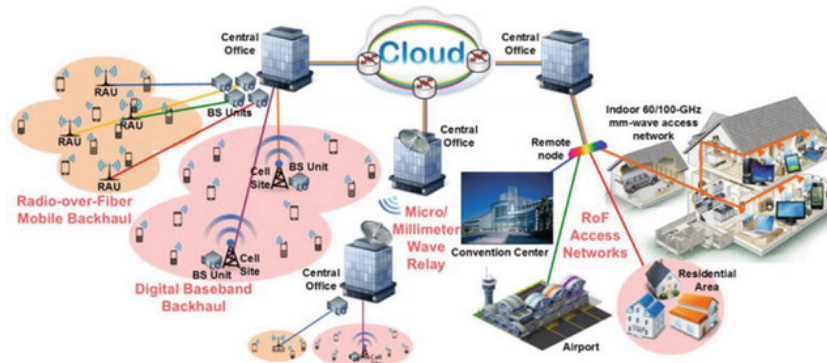 Central
Office
Cloud
Central
Office
RAU
RAU
RAU
RAU
BS Units
Radio-over-Fiber
Mobile Backhaul
Cell
Site
BS Unit
BS Unit
Cell
Site
Digital Baseband
Backhaul
Central
Office
Micro/
Millimeter
Wave
Relay
Central
Office
RAU
Cell
Remote
node
Indoor 60/100-GHz
mm-wave access
network
Convention Center
RoF
Access
Networks
Airport
Residential
Area